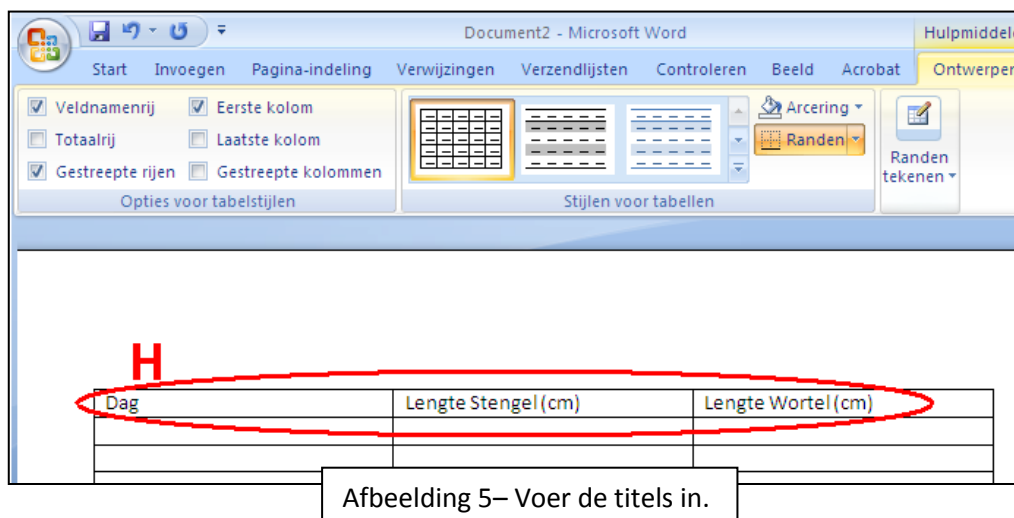 Document2 - Microsoft Word
Hulpmiddele
Start Invoegen Pagina-indeling Verwijzingen Verzendlijsten Controleren Beeld Acrobat Ontwerpen
Veldnamenrij Eerste kolom
Totaalrij Laatste kolom
Gestreepte rijen Gestreepte kolommen
Opties voor tabelstijlen
Stijlen voor tabellen
Arcering
Randen
Randen
tekenen
H
Dag Lengte Stengel (cm) Lengte Wortel (cm)
Afbeelding 5– Voer de titels in.